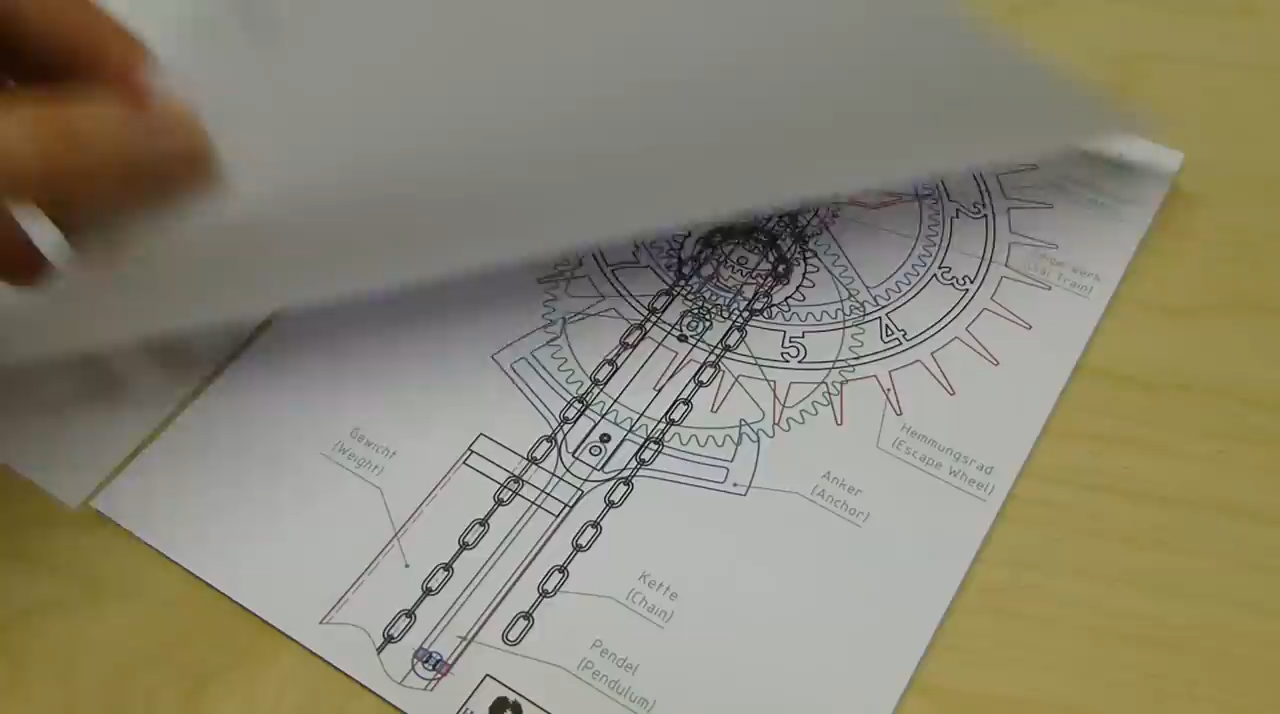 2
3
4
5
Gewicht
(Weight)
Hemmungsrad
(Escape Wheel)
Anker
(Anchor)
Kette
(Chain)
Pendel
(Pendulum)